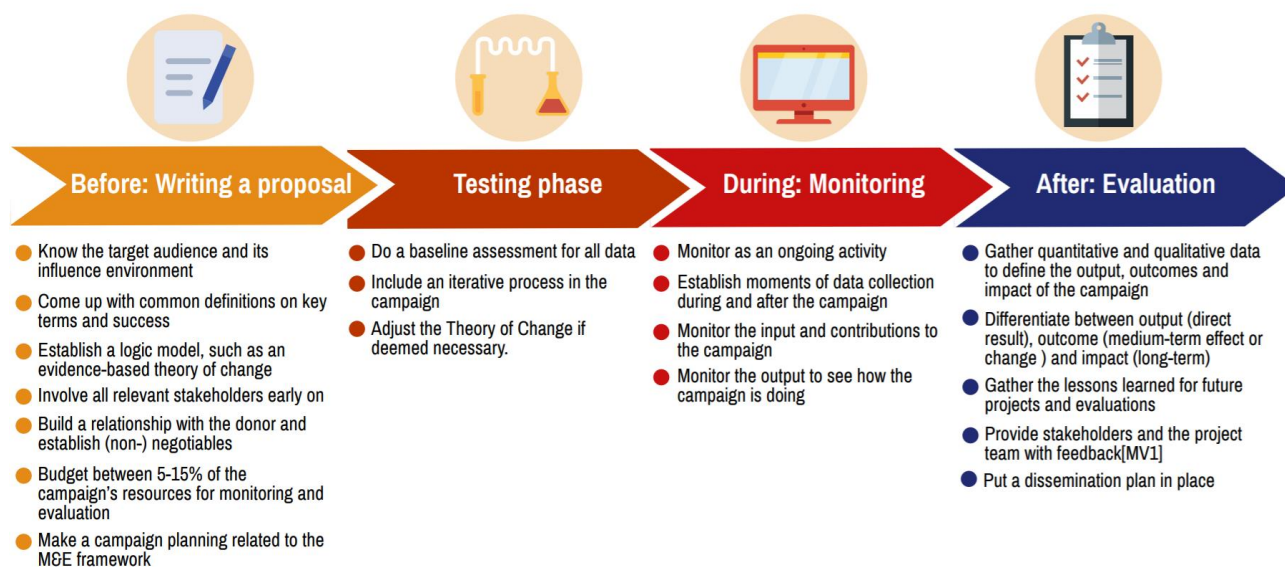 Before: Writing a proposal
Know the target audience and its
influence environment
Come up with common definitions on key
terms and success
Establish a logic model, such as an
evidence-based theory of change
Involve all relevant stakeholders early on
Build a relationship with the donor and
establish (non-) negotiables
Budget between 5-15% of the
campaign's resources for monitoring and
evaluation
Make a campaign planning related to the
M&E framework
Testing phase
Do a baseline assessment for all data
Include an iterative process in the
campaign
Adjust the Theory of Change if
deemed necessary.
During: Monitoring
Monitor as an ongoing activity
Establish moments of data collection
during and after the campaign
Monitor the input and contributions to
the campaign
Monitor the output to see how the
campaign is doing
After: Evaluation
Gather quantitative and qualitative data
to define the output, outcomes and
impact of the campaign
Differentiate between output (direct
result), outcome (medium-term effect or
change ) and impact (long-term)
Gather the lessons learned for future
projects and evaluations
Provide stakeholders and the project
team with feedback[MV1]
Put a dissemination plan in place